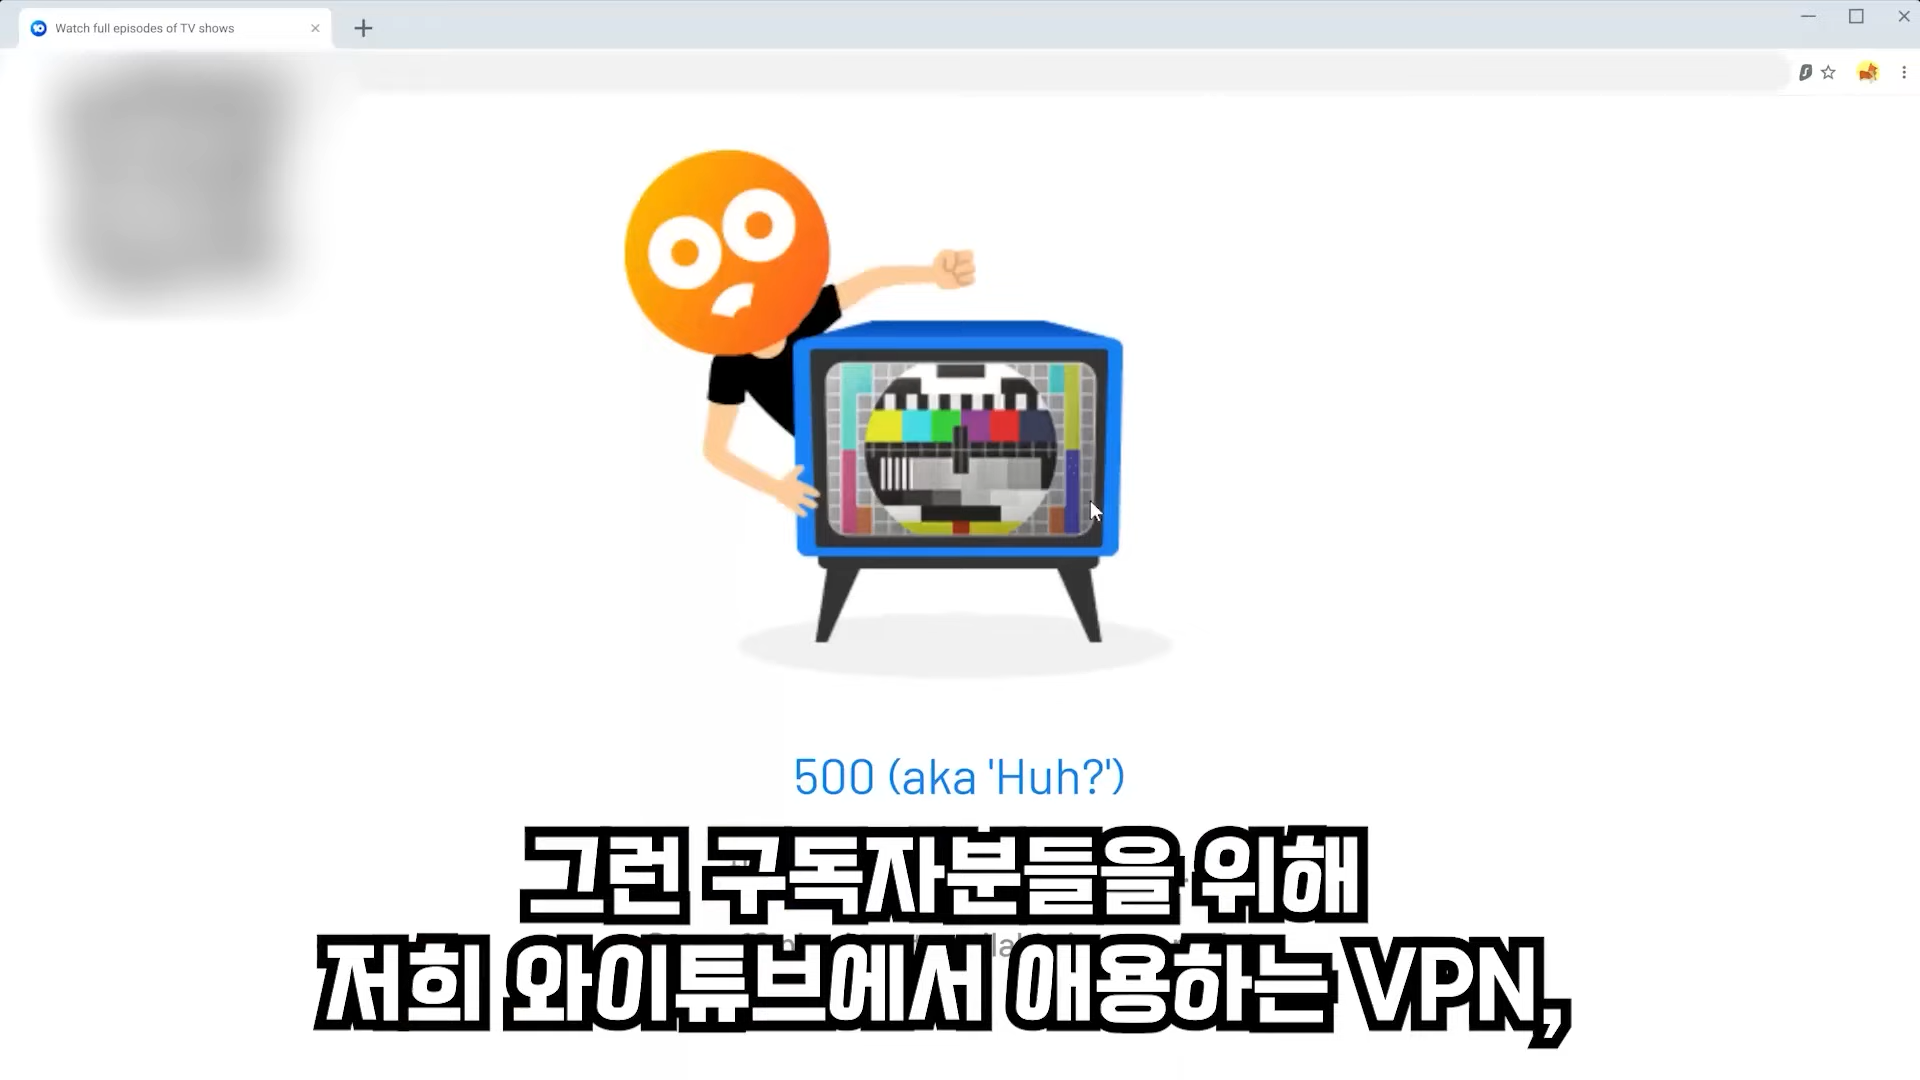 Watch full episodes of TV shows
500 (aka 'Huh?')
그런 구독자분들을 위해
저희 와이튜브에서 애용하는 VPN,